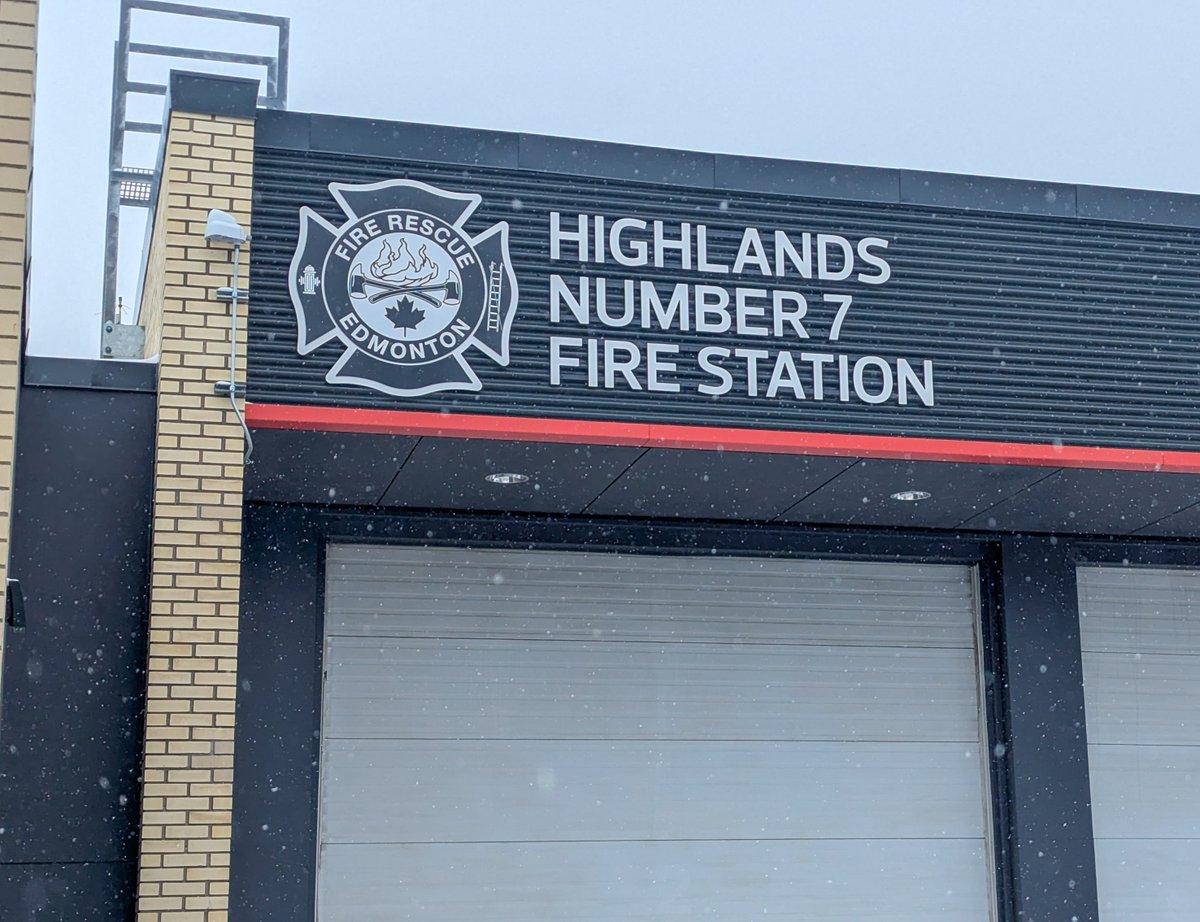 FIRE RESCUE
EDMONTON
HIGHLANDS
NUMBER 7
FIRE STATION